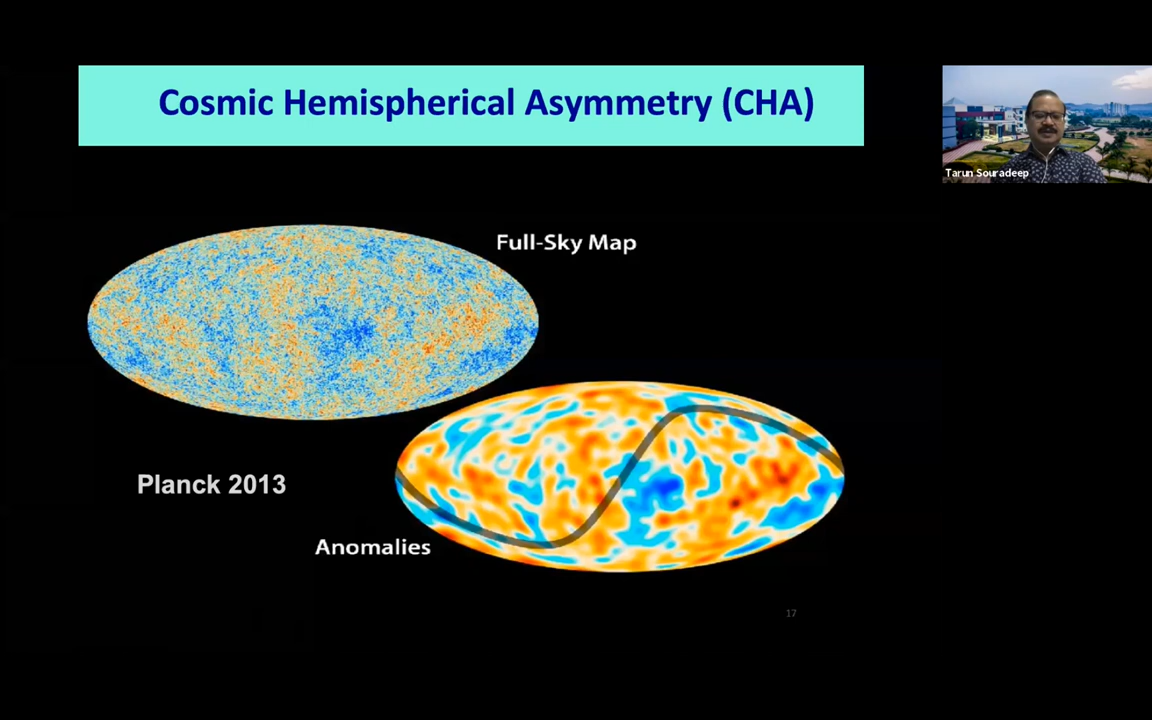 Cosmic Hemispherical Asymmetry (CHA)
Tarun Souradeep
Full-Sky Map
Planck 2013
Anomalies
17